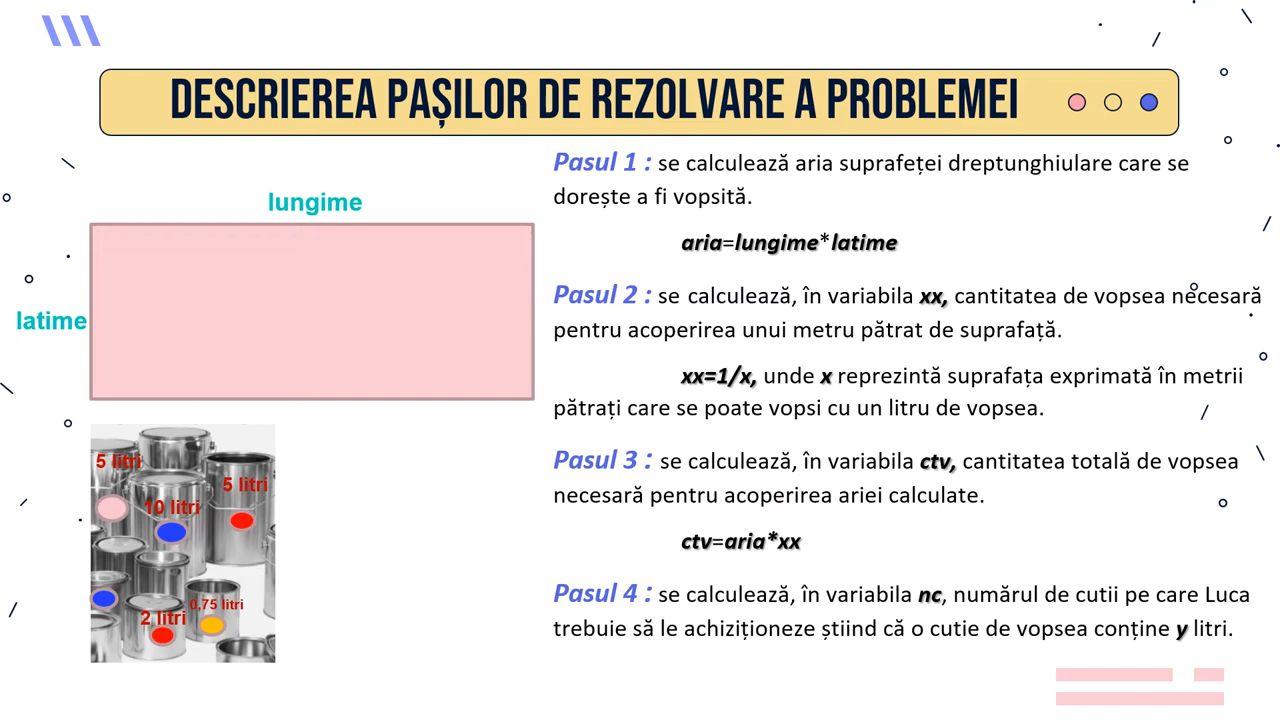 DESCRIEREA PAȘILOR DE REZOLVARE A PROBLEMEI
lungime
latime
5 litri
5 litri
10 litri
0,75 litri
2 litri
Pasul 1 : se calculează aria suprafeței dreptunghiulare care se
dorește a fi vopsită.
aria=lungime*latime
Pasul 2 : se calculează, în variabila xx, cantitatea de vopsea necesară
pentru acoperirea unui metru pătrat de suprafață.
xx=1/x, unde x reprezintă suprafața exprimată în metrii
pătrați care se poate vopsi cu un litru de vopsea.
Pasul 3 : se calculează, în variabila ctv, cantitatea totală de vopsea
necesară pentru acoperirea ariei calculate.
ctv=aria*xx
Pasul 4 : se calculează, în variabila nc, numărul de cutii pe care Luca
trebuie să le achiziționeze știind că o cutie de vopsea conține y litri.